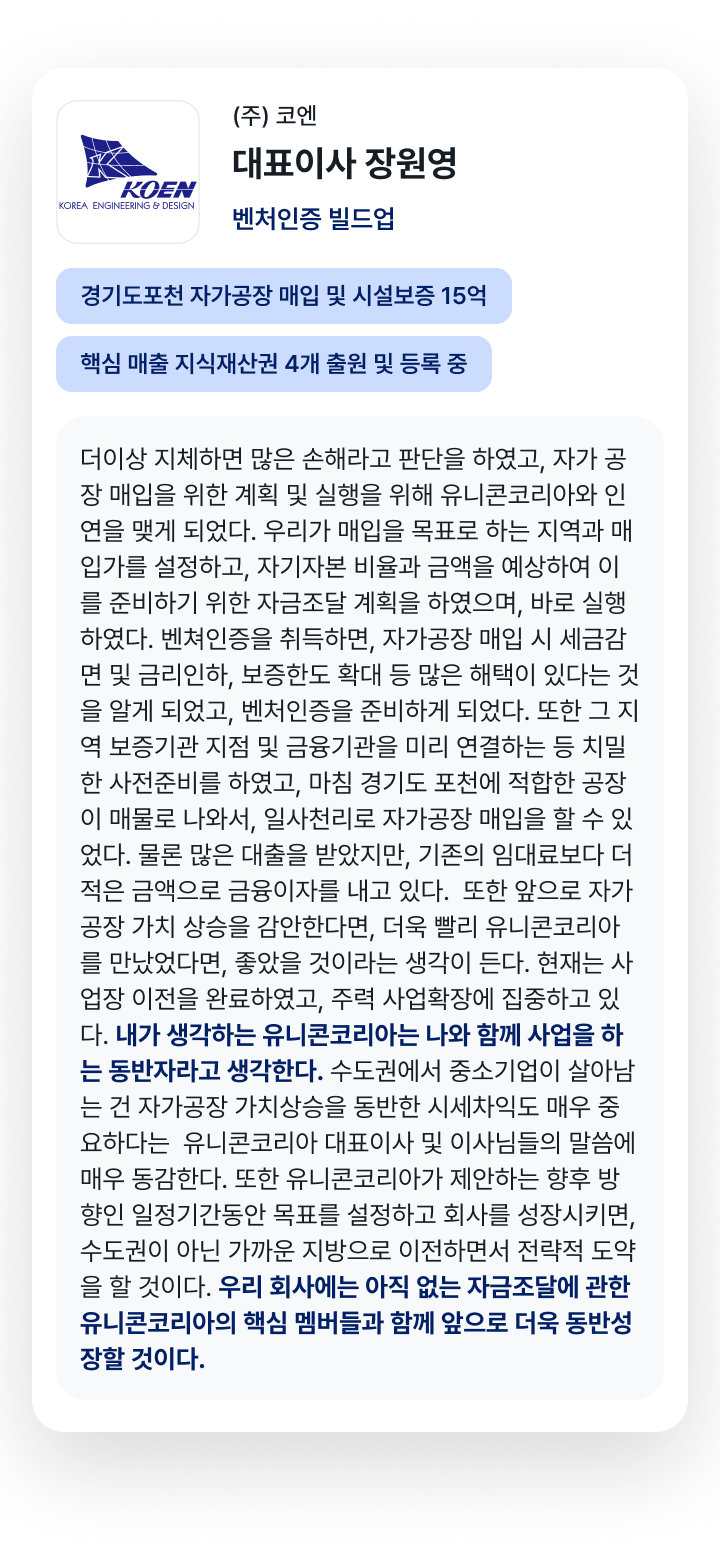 KOEN
KOREA ENGINEERING & DESIGN
(주) 코엔
대표이사 장원영
벤처인증 빌드업
경기도포천 자가공장 매입 및 시설보증 15억
핵심 매출 지식재산권 4개 출원 및 등록 중
더이상 지체하면 많은 손해라고 판단을 하였고, 자가 공
장 매입을 위한 계획 및 실행을 위해 유니콘코리아와 인
연을 맺게 되었다. 우리가 매입을 목표로 하는 지역과 매
입가를 설정하고, 자기자본 비율과 금액을 예상하여 이
를 준비하기 위한 자금조달 계획을 하였으며, 바로 실행
하였다. 벤쳐인증을 취득하면, 자가공장 매입 시 세금감
면 및 금리인하, 보증한도 확대 등 많은 해택이 있다는 것
을 알게 되었고, 벤처인증을 준비하게 되었다. 또한 그 지
역 보증기관 지점 및 금융기관을 미리 연결하는 등 치밀
한 사전준비를 하였고, 마침 경기도 포천에 적합한 공장
이 매물로 나와서, 일사천리로 자가공장 매입을 할 수 있
었다. 물론 많은 대출을 받았지만, 기존의 임대료보다 더
적은 금액으로 금융이자를 내고 있다.  또한 앞으로 자가
공장 가치 상승을 감안한다면, 더욱 빨리 유니콘코리아
를 만났었다면, 좋았을 것이라는 생각이 든다. 현재는 사
업장 이전을 완료하였고, 주력 사업확장에 집중하고 있
다. 내가 생각하는 유니콘코리아는 나와 함께 사업을 하
는 동반자라고 생각한다. 수도권에서 중소기업이 살아남
는 건 자가공장 가치상승을 동반한 시세차익도 매우 중
요하다는  유니콘코리아 대표이사 및 이사님들의 말씀에
매우 동감한다. 또한 유니콘코리아가 제안하는 향후 방
향인 일정기간동안 목표를 설정하고 회사를 성장시키면,
수도권이 아닌 가까운 지방으로 이전하면서 전략적 도약
을 할 것이다. 우리 회사에는 아직 없는 자금조달에 관한
유니콘코리아의 핵심 멤버들과 함께 앞으로 더욱 동반성
장할 것이다.